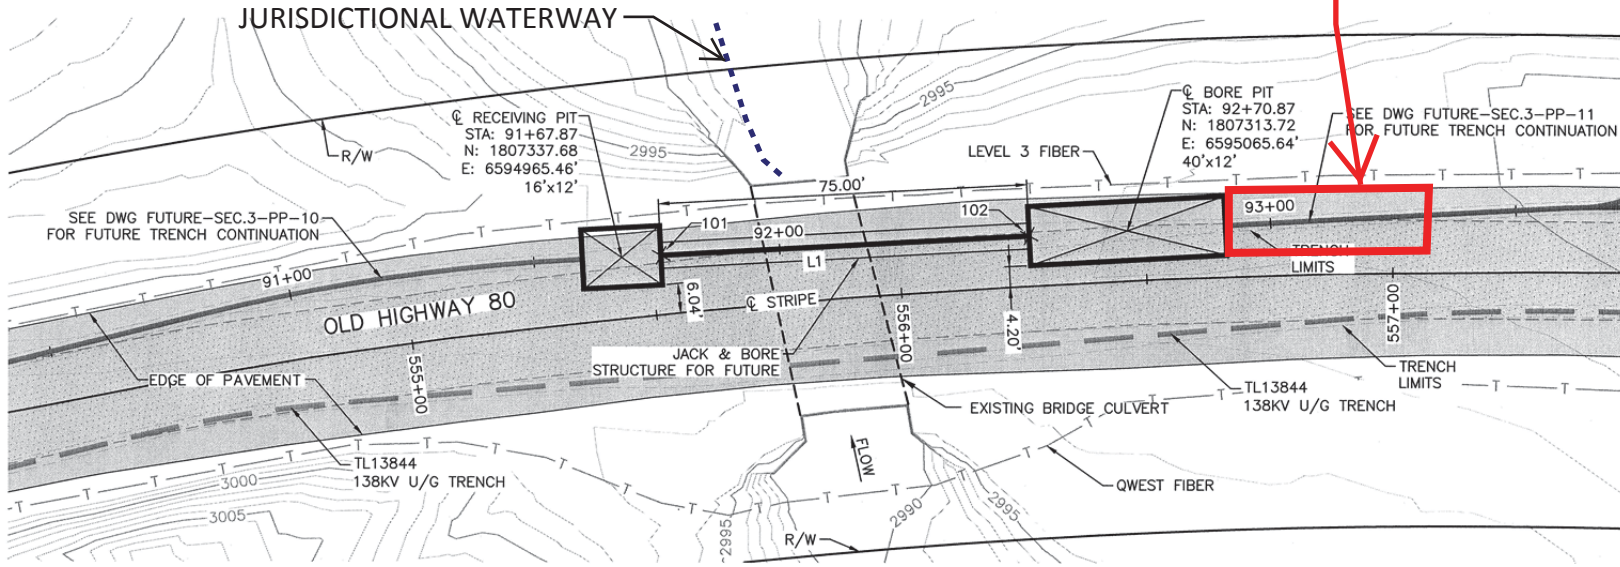 JURISDICTIONAL WATERWAY
2995
R/W
℄ RECEIVING PIT
STA: 91+67.87
N: 1807337.68
E: 6594965.46'
16'x12'
2995
℄ BORE PIT
STA: 92+70.87
N: 1807313.72
E: 6595065.64'
40'x12'
SEE DWG FUTURE-SEC.3-PP-11
FOR FUTURE TRENCH CONTINUATION
LEVEL 3 FIBER
75.00'
SEE DWG FUTURE-SEC.3-PP-10
FOR FUTURE TRENCH CONTINUATION
101
92+00
102
93+00
TRENCH
LIMITS
L1
91+00
OLD HIGHWAY 80
6.04'
℄ STRIPE
556+00
4.20'
557+00
JACK & BORE
STRUCTURE FOR FUTURE
555+00
EDGE OF PAVEMENT
TRENCH
LIMITS
TL13844
138KV U/G TRENCH
EXISTING BRIDGE CULVERT
FLOW
TL13844
138KV U/G TRENCH
3000
3005
QWEST FIBER
2990
2995
2995
R/W
T T T T T T T T T T T T T T T T T T T T T T T T T T